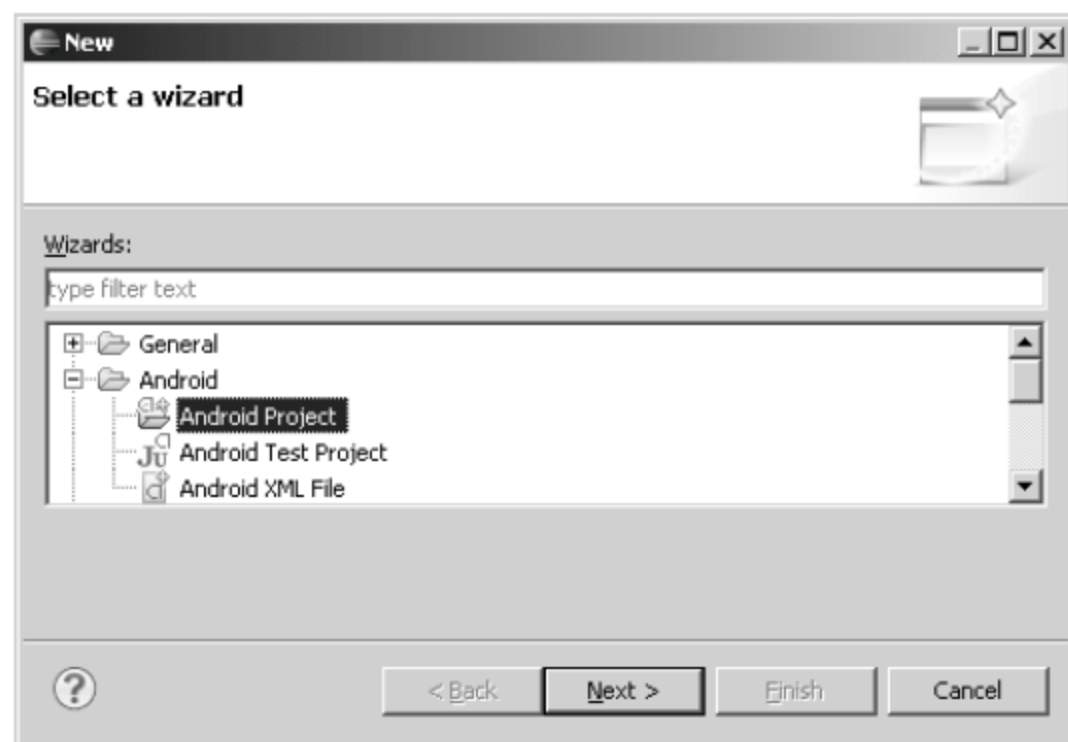 New
Select a wizard
Wizards:
type filter text
General
Android
Android Project
Ju Android Test Project
Android XML File
?
< Back Next > Finish Cancel